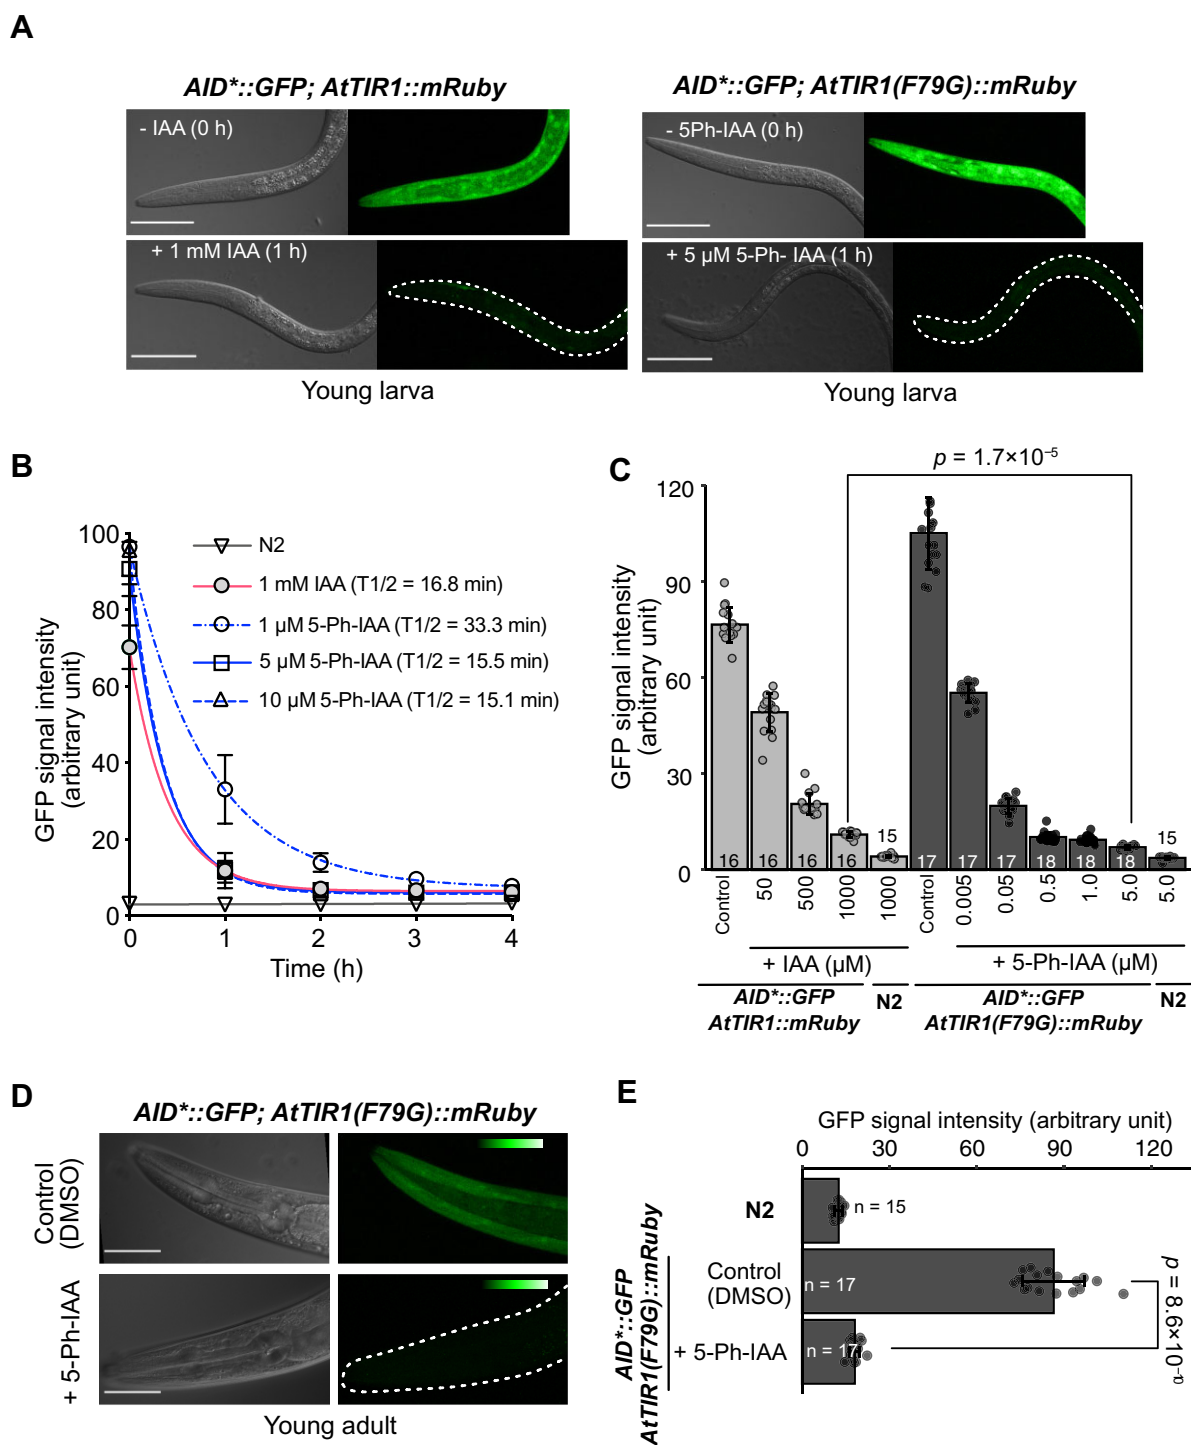 A
AID*::GFP; AtTIR1::mRuby
AID*::GFP; AtTIR1(F79G)::mRuby
- IAA (0 h)
- 5Ph-IAA (0 h)
+ 1 mM IAA (1 h)
+ 5 µM 5-Ph- IAA (1 h)
Young larva
Young larva
B
GFP signal intensity
(arbitrary unit)
100
80
60
40
20
0
N2
1 mM IAA (T1/2 = 16.8 min)
1 µM 5-Ph-IAA (T1/2 = 33.3 min)
5 µM 5-Ph-IAA (T1/2 = 15.5 min)
10 µM 5-Ph-IAA (T1/2 = 15.1 min)
0 1 2 3 4
Time (h)
C
p = 1.7×10⁻⁵
GFP signal intensity
(arbitrary unit)
120
90
60
30
0
16 16 16 16 15 17 17 17 18 18 18 15
Control 50 500 1000 1000 Control 0.005 0.05 0.5 1.0 5.0 5.0
+ IAA (µM)
+ 5-Ph-IAA (µM)
AID*::GFP
AtTIR1::mRuby
N2
AID*::GFP
AtTIR1(F79G)::mRuby
N2
D
AID*::GFP; AtTIR1(F79G)::mRuby
Control
(DMSO)
+ 5-Ph-IAA
Young adult
E
GFP signal intensity (arbitrary unit)
0 30 60 90 120
N2
n = 15
AID*::GFP
AtTIR1(F79G)::mRuby
Control
(DMSO)
n = 17
+ 5-Ph-IAA
n = 17
p = 8.6×10⁻¹⁰